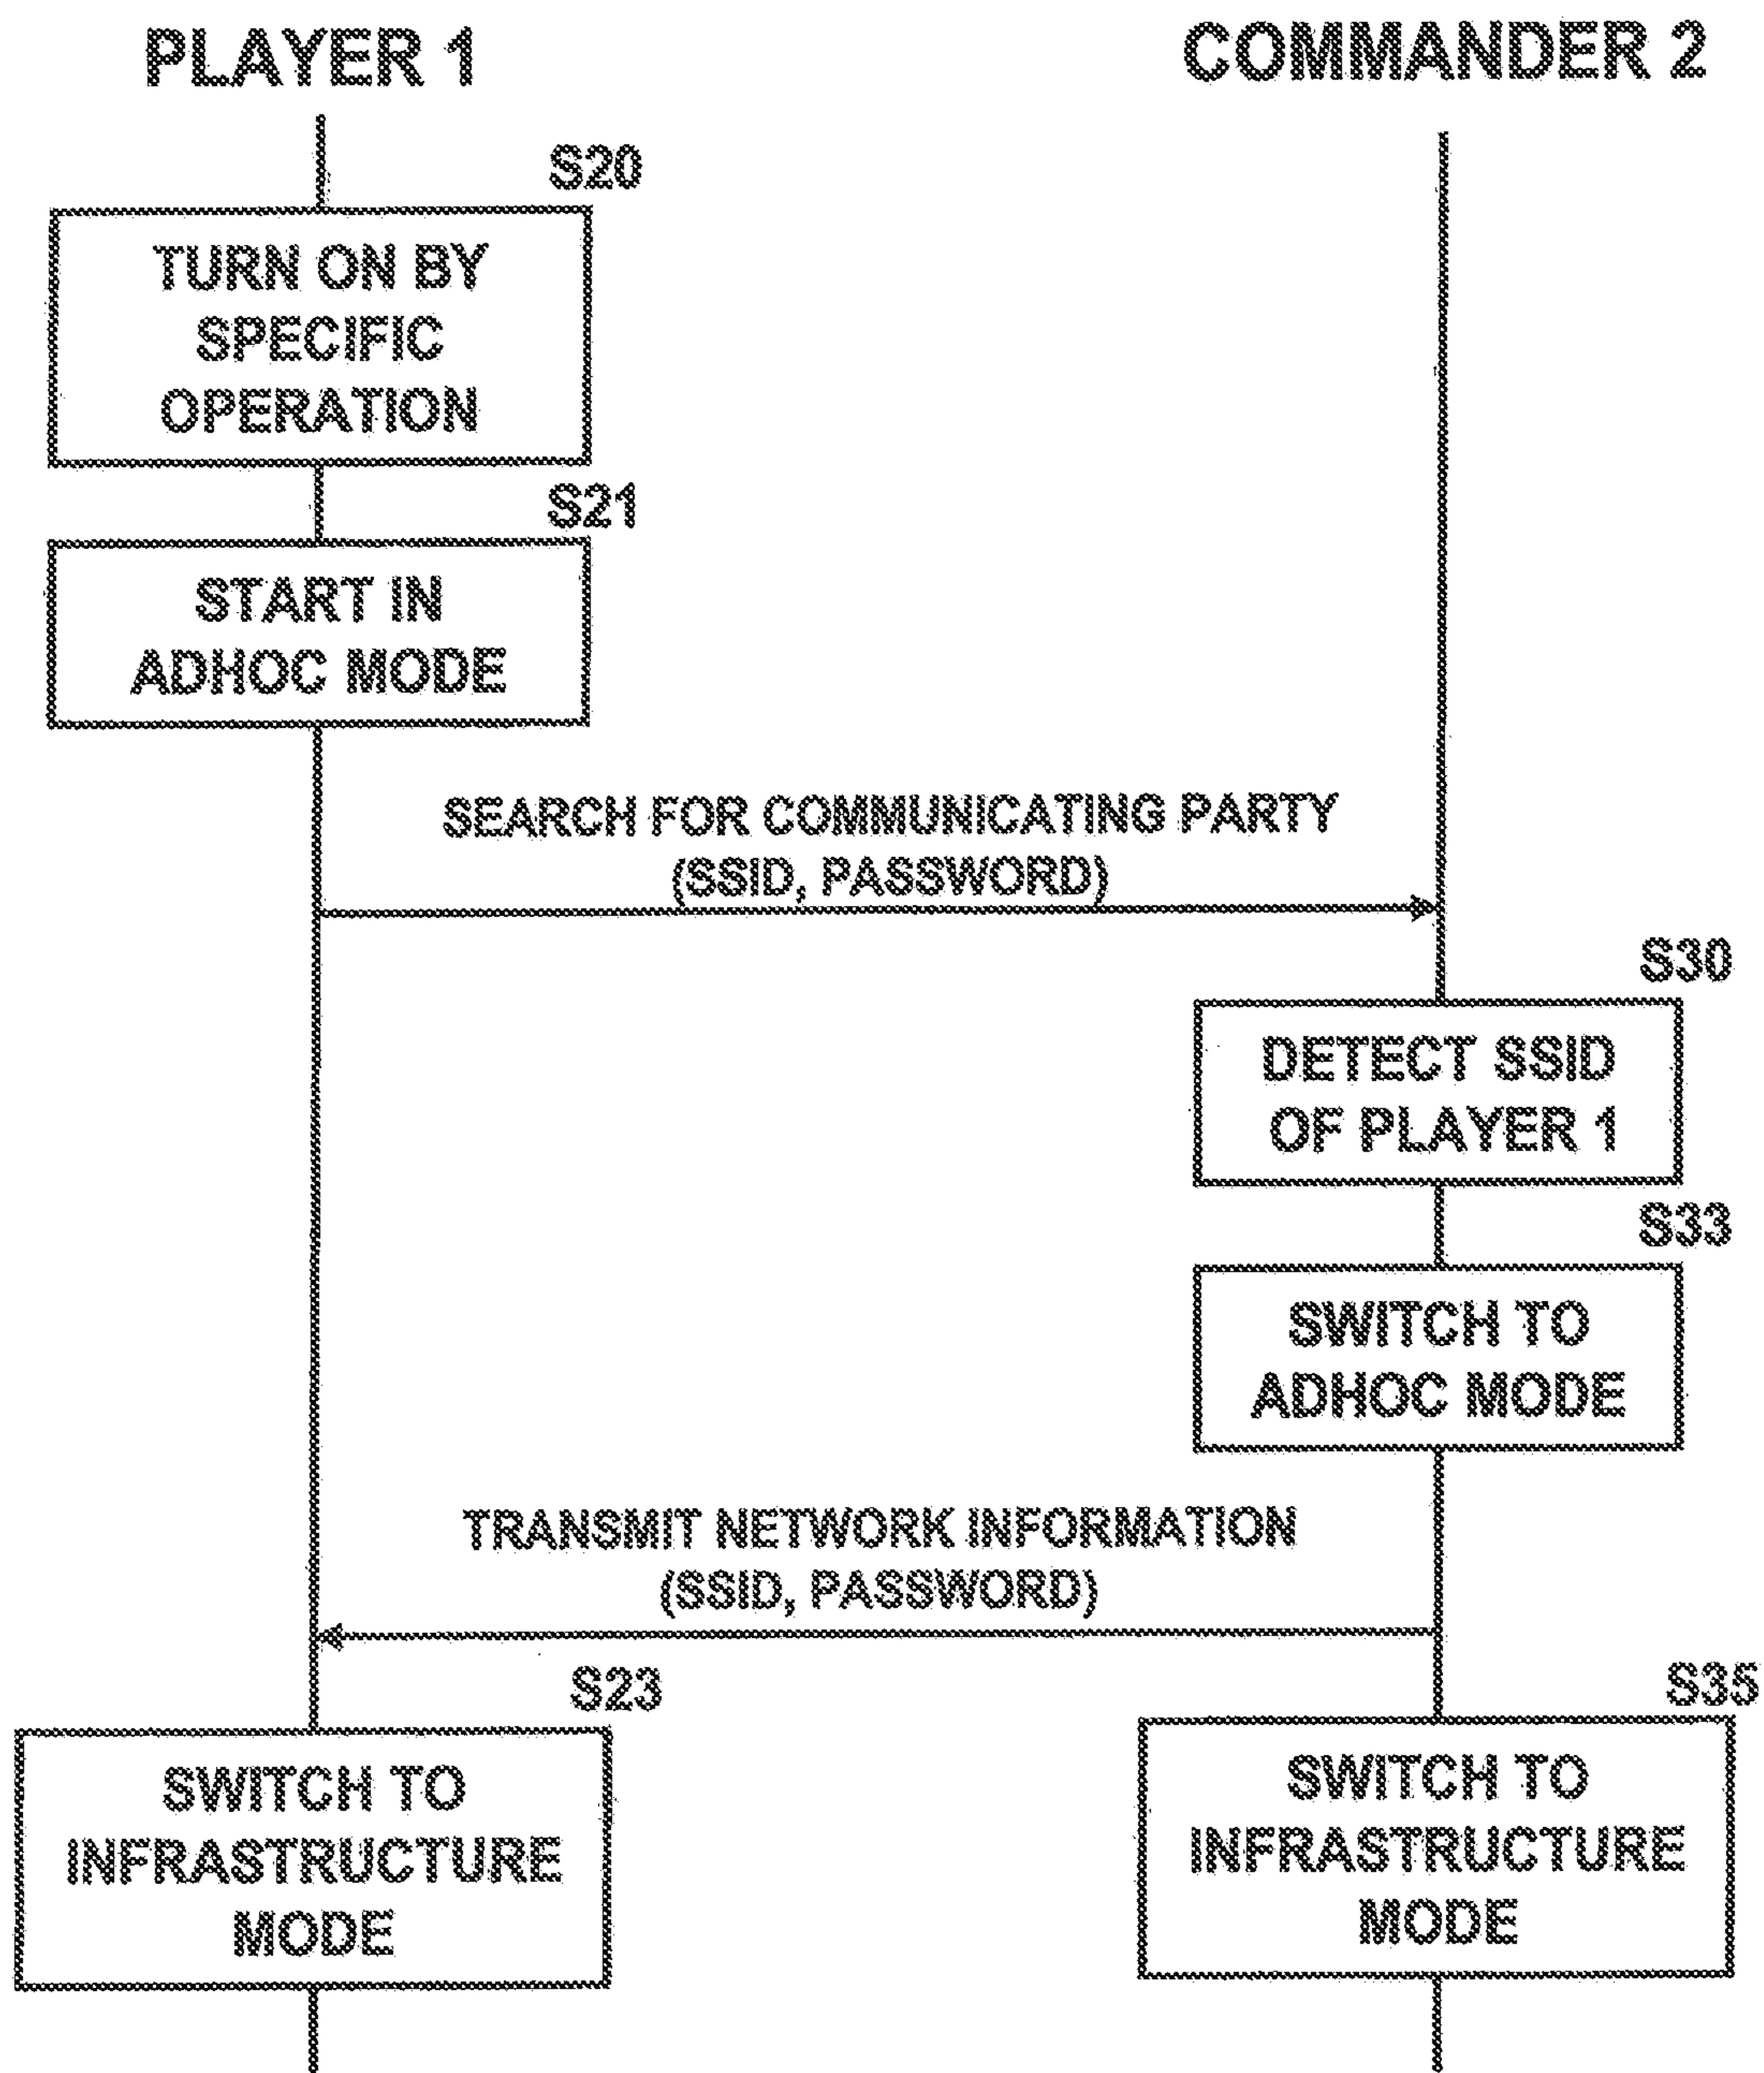 PLAYER 1
COMMANDER 2
S20
TURN ON BY
SPECIFIC
OPERATION
S21
START IN
ADHOC MODE
SEARCH FOR COMMUNICATING PARTY
(SSID, PASSWORD)
S30
DETECT SSID
OF PLAYER 1
S33
SWITCH TO
ADHOC MODE
TRANSMIT NETWORK INFORMATION
(SSID, PASSWORD)
S23
SWITCH TO
INFRASTRUCTURE
MODE
S35
SWITCH TO
INFRASTRUCTURE
MODE